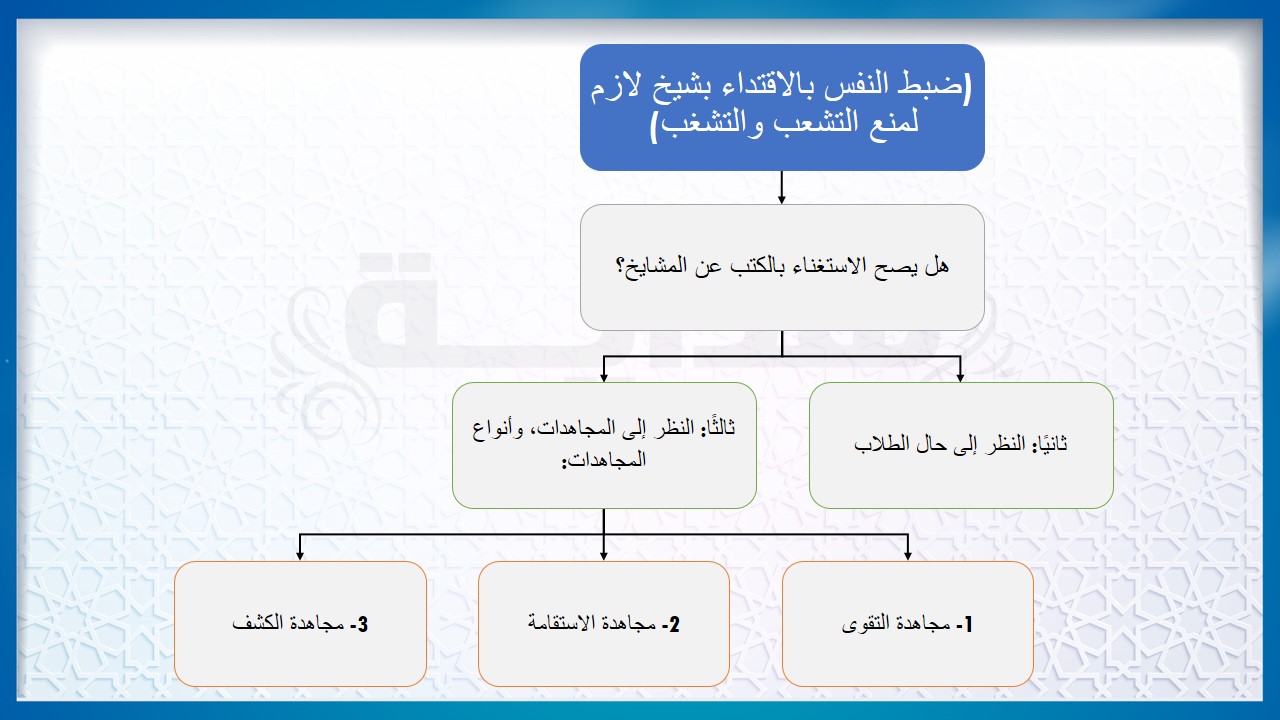 (ضبط النفس بالاقتداء بشيخ لازم
لمنع التشعب والتشغب)
هل يصح الاستغناء بالكتب عن المشايخ؟
ثانيًا: النظر إلى حال الطلاب
ثالثًا: النظر إلى المجاهدات، وأنواع
المجاهدات:
1- مجاهدة التقوى
2- مجاهدة الاستقامة
3- مجاهدة الكشف